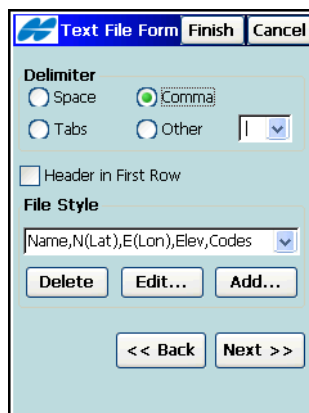 Text File Form Finish Cancel
Delimiter
Space Comma
Tabs Other |
Header in First Row
File Style
Name,N(Lat),E(Lon),Elev,Codes
Delete Edit... Add...
<< Back Next >>